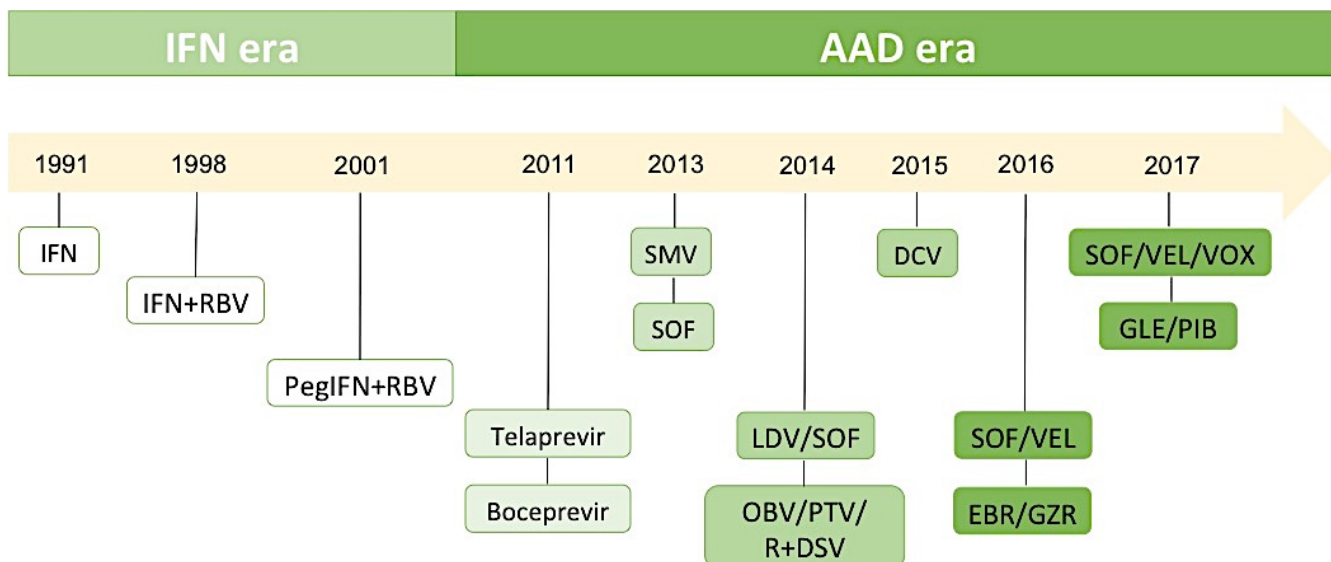 IFN era
AAD era
1991
1998
2001
2011
2013
2014
2015
2016
2017
IFN
IFN+RBV
PegIFN+RBV
Telaprevir
Boceprevir
SMV
SOF
LDV/SOF
OBV/PTV/
R+DSV
DCV
SOF/VEL
EBR/GZR
SOF/VEL/VOX
GLE/PIB